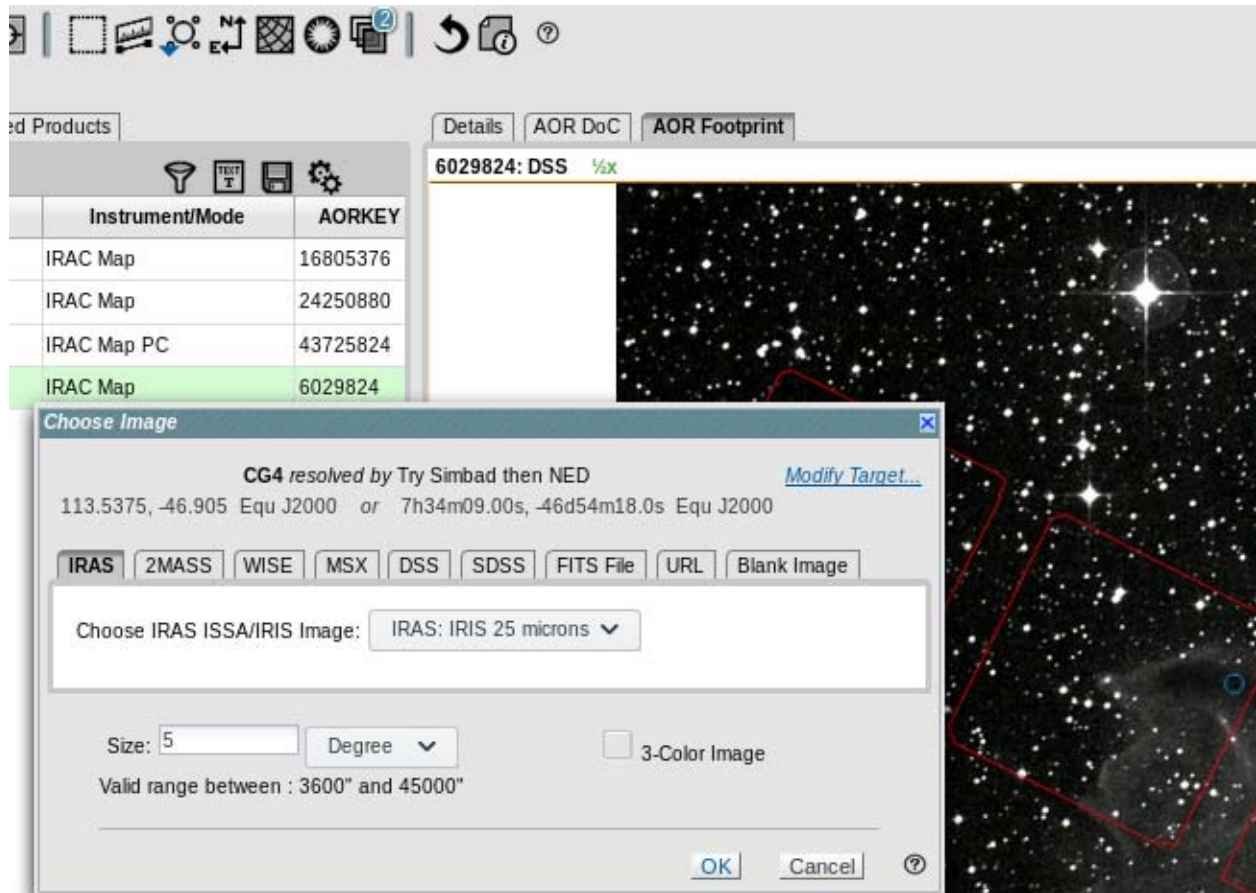 N
E
2
ed Products
Details AOR DoC AOR Footprint
TEXT
T
6029824: DSS ½x
Instrument/Mode AORKEY
IRAC Map 16805376
IRAC Map 24250880
IRAC Map PC 43725824
IRAC Map 6029824
Choose Image
CG4 resolved by Try Simbad then NED Modify Target...
113.5375, -46.905 Equ J2000 or 7h34m09.00s, -46d54m18.0s Equ J2000
IRAS 2MASS WISE MSX DSS SDSS FITS File URL Blank Image
Choose IRAS ISSA/IRIS Image: IRAS: IRIS 25 microns
Size: 5 Degree 3-Color Image
Valid range between : 3600" and 45000"
OK Cancel ?